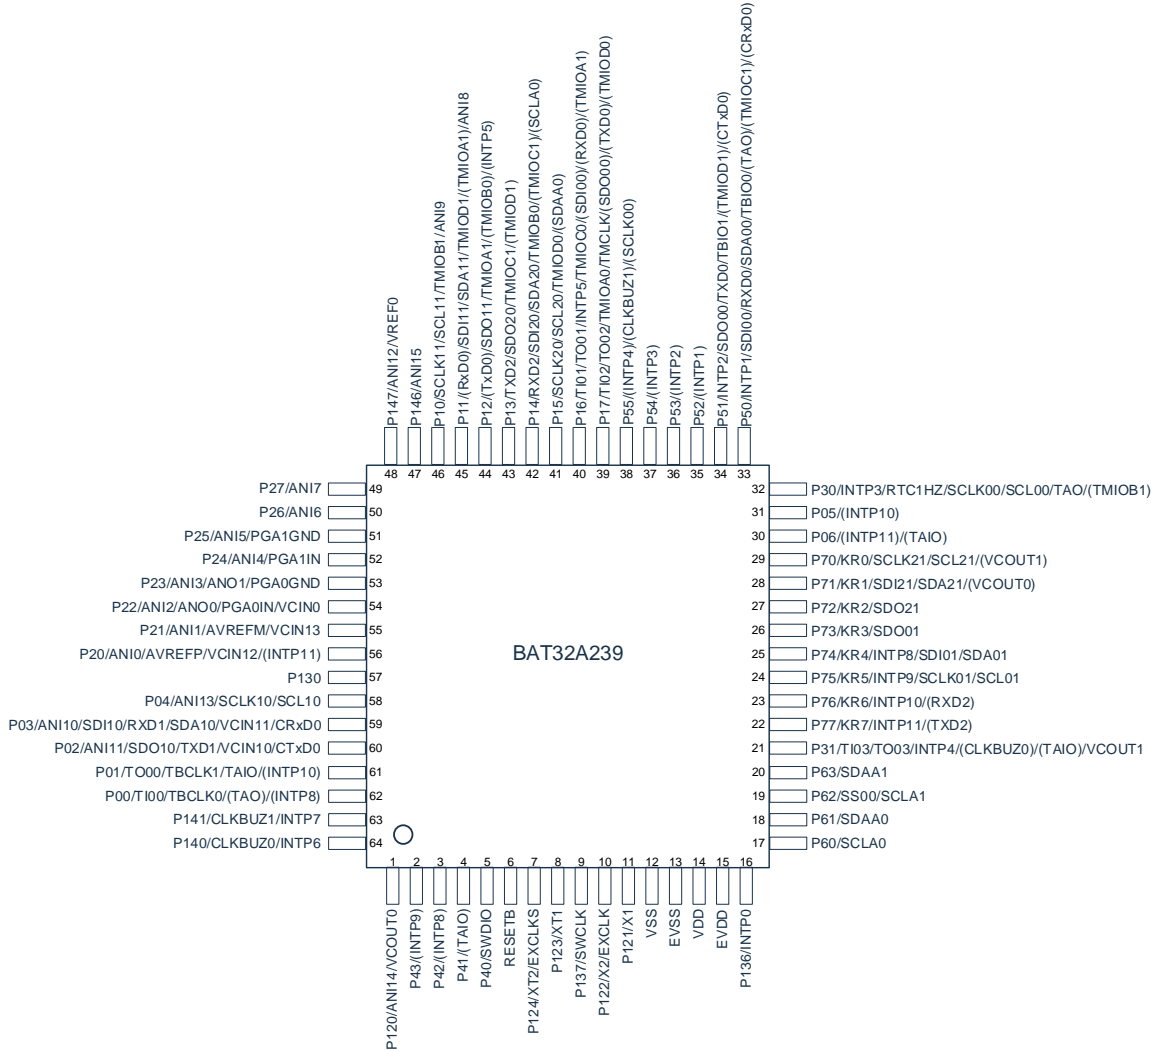 P147/ANI12/VREF0
P146/ANI15
P10/SCLK11/SCL11/TMIOB1/ANI9
P11/(RxD0)/SDI11/SDA11/TMIOD1/(TMIOA1)/ANI8
P12/(TxD0)/SDO11/TMIOA1/(TMIOB0)/(INTP5)
P13/TXD2/SDO20/TMIOC1/(TMIOD1)
P14/RXD2/SDI20/SDA20/TMIOB0/(TMIOC1)/(SCLA0)
P15/SCLK20/SCL20/TMIOD0/(SDAA0)
P16/TI01/TO01/INTP5/TMIOC0/(SDI00)/(RXD0)/(TMIOA1)
P17/TI02/TO02/TMIOA0/TMCLK/(SDO00)/(TXD0)/(TMIOD0)
P55/(INTP4)/(CLKBUZ1)/(SCLK00)
P54/(INTP3)
P53/(INTP2)
P52/(INTP1)
P51/INTP2/SDO00/TXD0/TBIO1/(TMIOD1)/(CTxD0)
P50/INTP1/SDI00/RXD0/SDA00/TBIO0/(TAO)/(TMIOC1)/(CRxD0)
48 47 46 45 44 43 42 41 40 39 38 37 36 35 34 33
P27/ANI7 49
P26/ANI6 50
P25/ANI5/PGA1GND 51
P24/ANI4/PGA1IN 52
P23/ANI3/ANO1/PGA0GND 53
P22/ANI2/ANO0/PGA0IN/VCIN0 54
P21/ANI1/AVREFM/VCIN13 55
P20/ANI0/AVREFP/VCIN12/(INTP11) 56
P130 57
P04/ANI13/SCLK10/SCL10 58
P03/ANI10/SDI10/RXD1/SDA10/VCIN11/CRxD0 59
P02/ANI11/SDO10/TXD1/VCIN10/CTxD0 60
P01/TO00/TBCLK1/TAIO/(INTP10) 61
P00/TI00/TBCLK0/(TAO)/(INTP8) 62
P141/CLKBUZ1/INTP7 63
P140/CLKBUZ0/INTP6 64
BAT32A239
32 P30/INTP3/RTC1HZ/SCLK00/SCL00/TAO/(TMIOB1)
31 P05/(INTP10)
30 P06/(INTP11)/(TAIO)
29 P70/KR0/SCLK21/SCL21/(VCOUT1)
28 P71/KR1/SDI21/SDA21/(VCOUT0)
27 P72/KR2/SDO21
26 P73/KR3/SDO01
25 P74/KR4/INTP8/SDI01/SDA01
24 P75/KR5/INTP9/SCLK01/SCL01
23 P76/KR6/INTP10/(RXD2)
22 P77/KR7/INTP11/(TXD2)
21 P31/TI03/TO03/INTP4/(CLKBUZ0)/(TAIO)/VCOUT1
20 P63/SDAA1
19 P62/SS00/SCLA1
18 P61/SDAA0
17 P60/SCLA0
1 2 3 4 5 6 7 8 9 10 11 12 13 14 15 16
P120/ANI14/VCOUT0
P43/(INTP9)
P42/(INTP8)
P41/(TAIO)
P40/SWDIO
RESETB
P124/XT2/EXCLKS
P123/XT1
P137/SWCLK
P122/X2/EXCLK
P121/X1
VSS
EVSS
VDD
EVDD
P136/INTP0